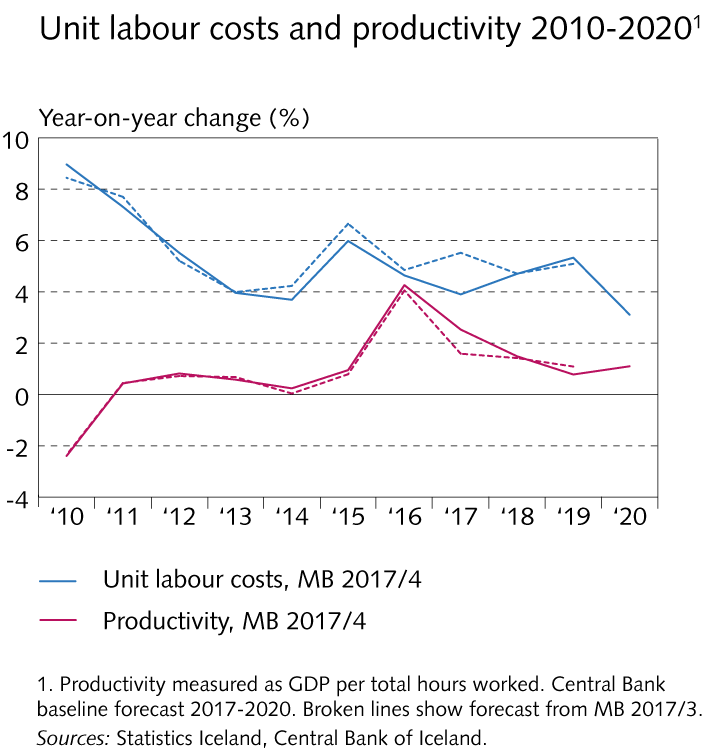 Unit labour costs and productivity 2010-2020¹
Year-on-year change (%)
10
8
6
4
2
0
-2
-4
‘10 ‘11 ‘12 ‘13 ‘14 ‘15 ‘16 ‘17 ‘18 ‘19 ‘20
Unit labour costs, MB 2017/4
Productivity, MB 2017/4
1. Productivity measured as GDP per total hours worked. Central Bank
baseline forecast 2017-2020. Broken lines show forecast from MB 2017/3.
Sources: Statistics Iceland, Central Bank of Iceland.